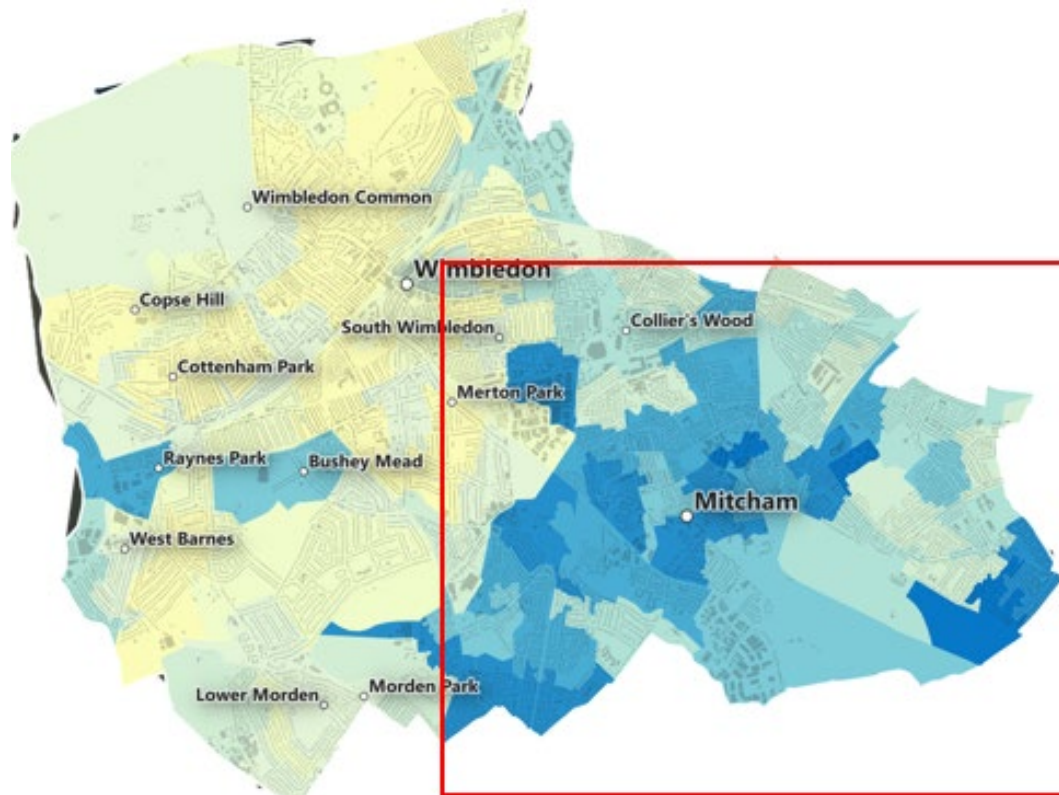 Wimbledon Common
Wimbledon
Copse Hill
South Wimbledon
Collier's Wood
Cottenham Park
Merton Park
Raynes Park
Bushey Mead
Mitcham
West Barnes
Lower Morden
Morden Park